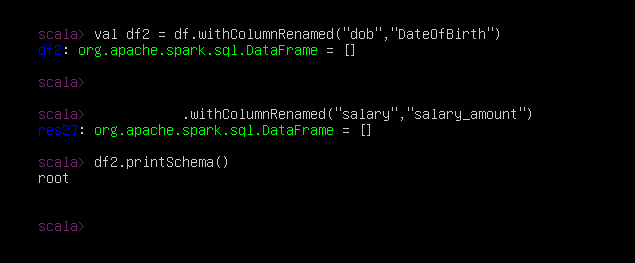 scala> val df2 = df.withColumnRenamed("dob","DateOfBirth")
df2: org.apache.spark.sql.DataFrame = []
scala>
scala>            .withColumnRenamed("salary","salary_amount")
res27: org.apache.spark.sql.DataFrame = []
scala> df2.printSchema()
root
scala>